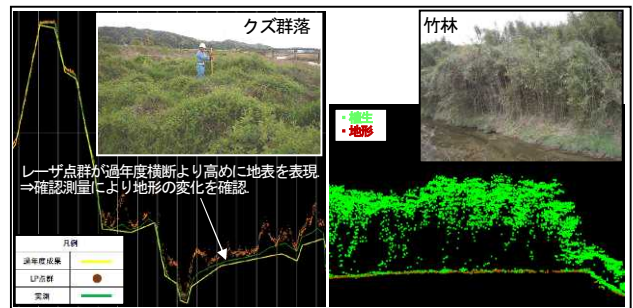 クズ群落
竹林
・植生
・地形
レーザ点群が過年度横断より高めに地表を表現
⇒確認測量により地形の変化を確認
凡例
過年度成果
LP点群
実測